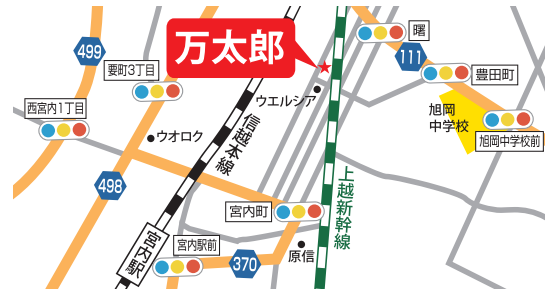 499
万太郎
曙
111
要町3丁目
豊田町
西宮内1丁目
ウエルシア
旭岡
中学校
ウオロク
信越本線
旭岡中学校前
498
上越新幹線
宮内町
宮内駅
宮内駅前
原信
370